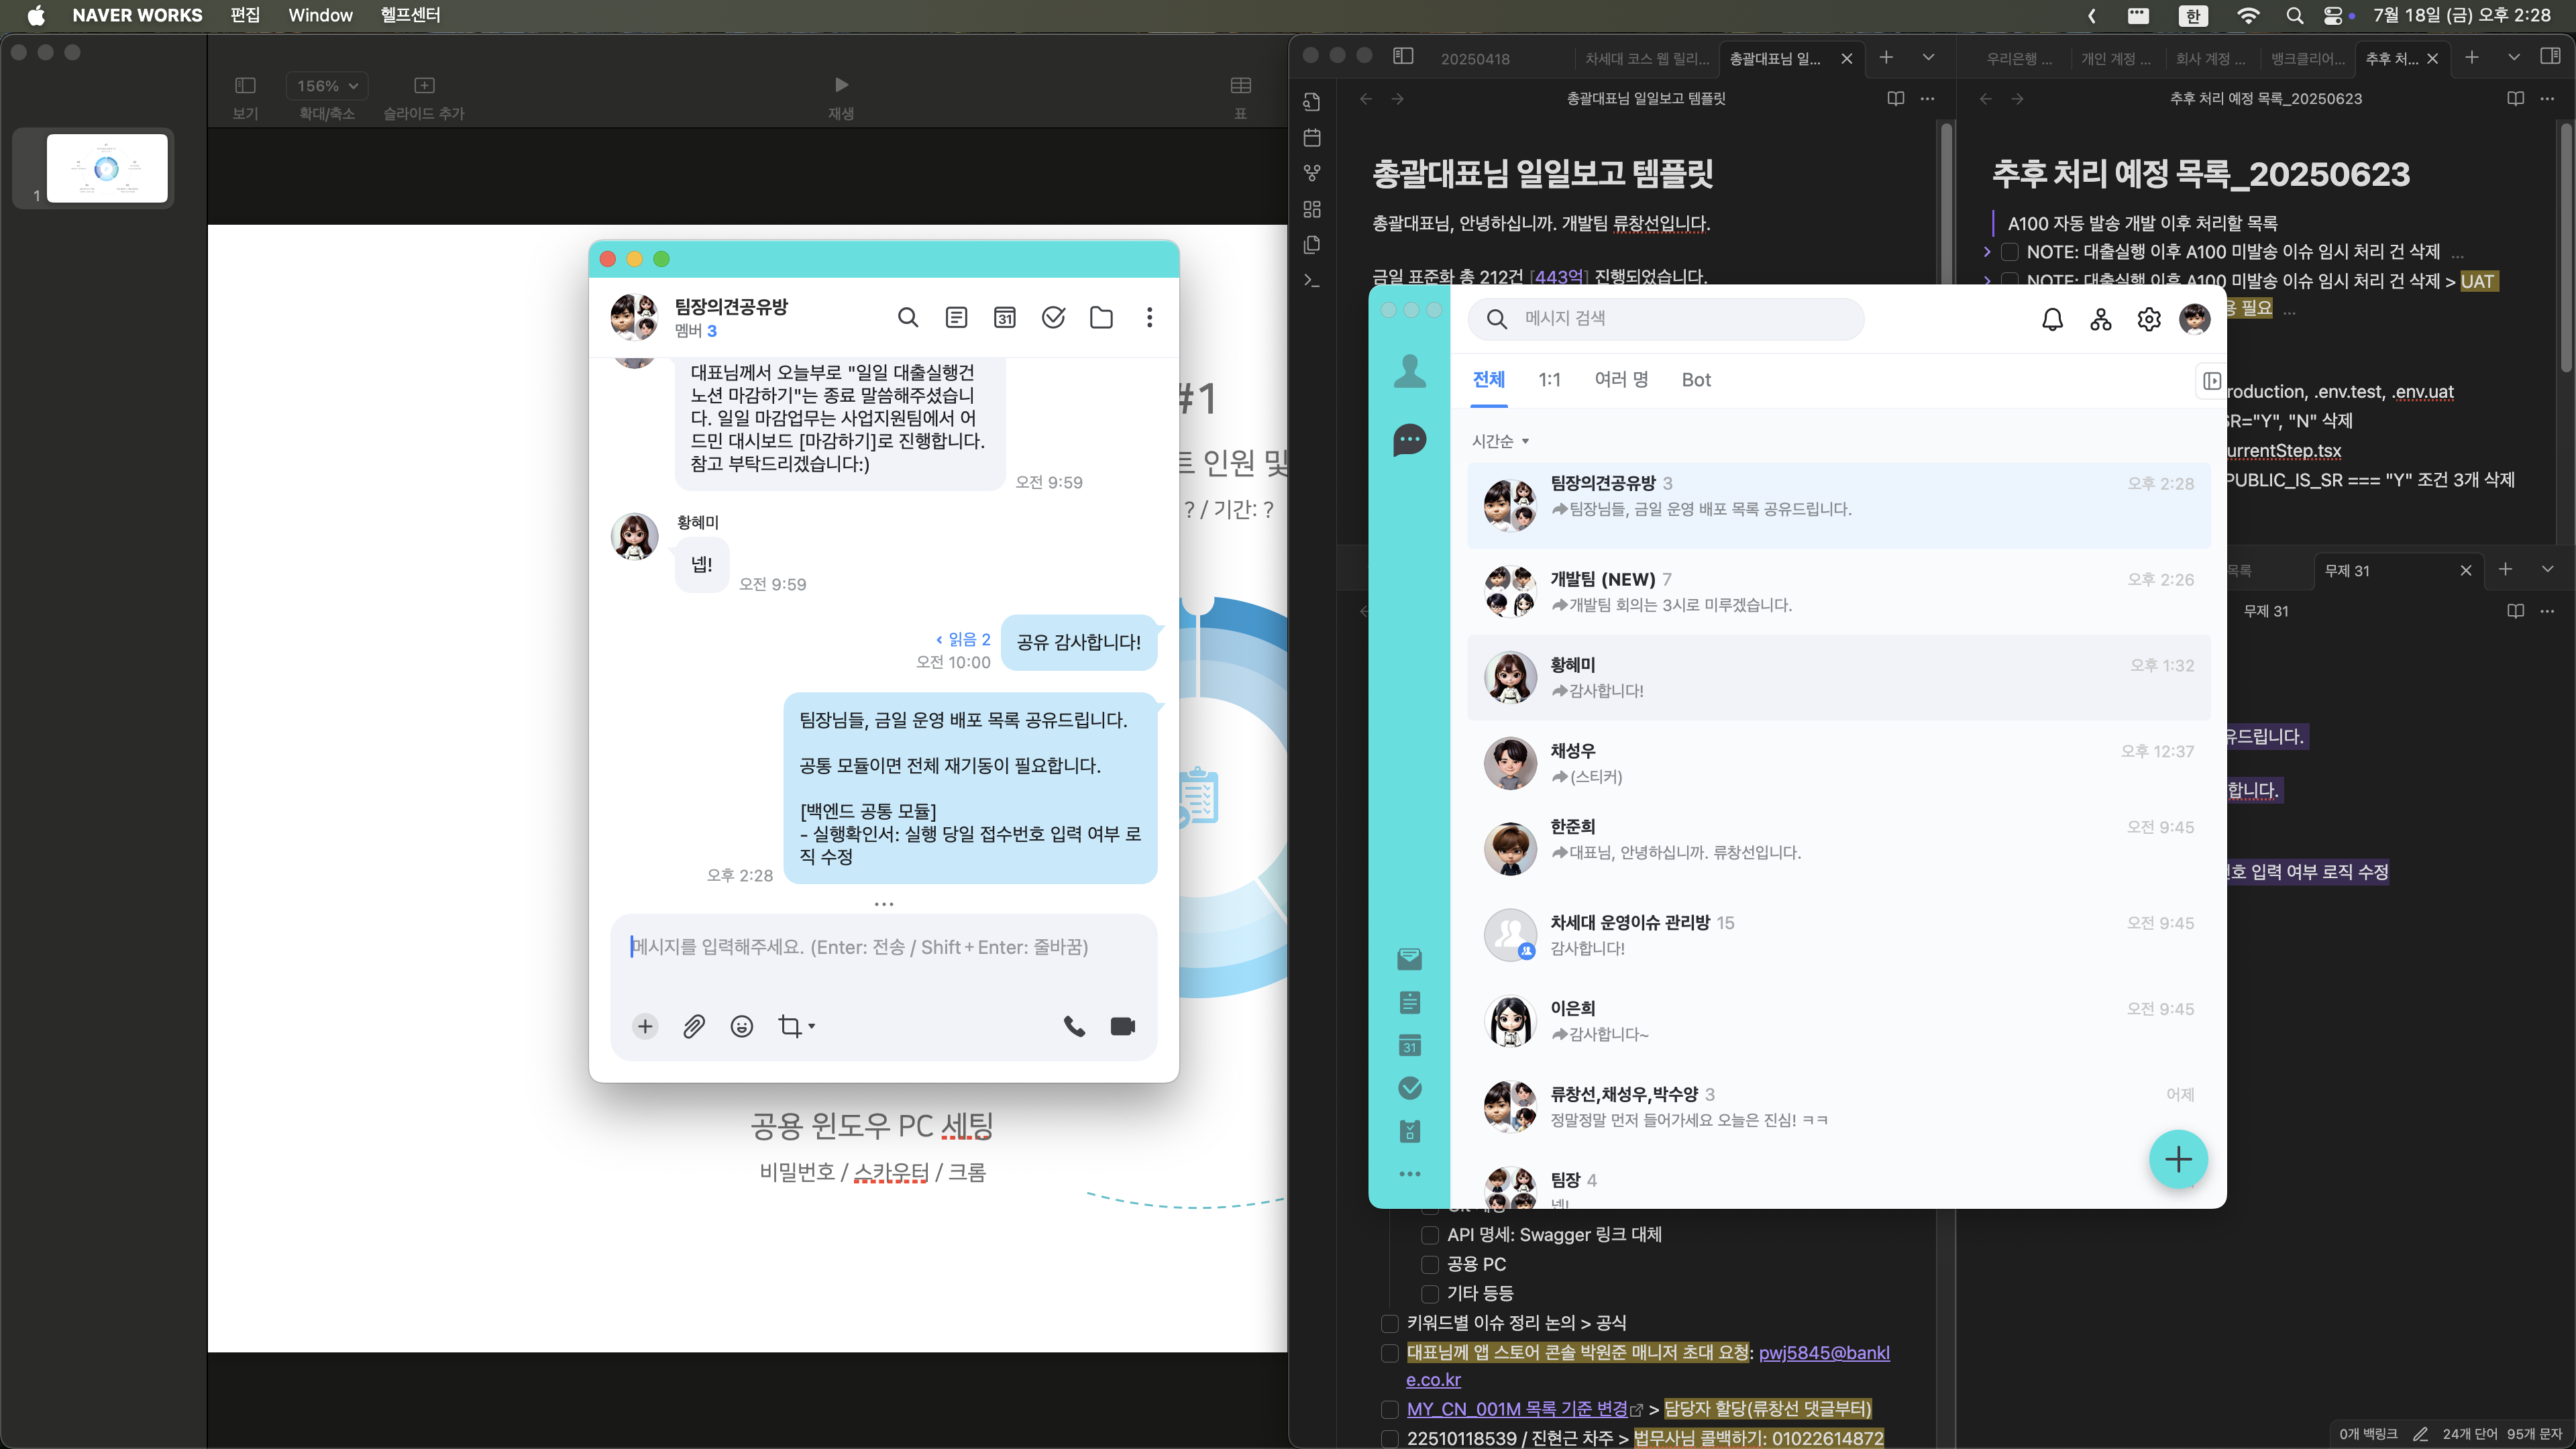 NAVER WORKS 편집 Window 헬프센터
한 7월 18일 (금) 오후 2:28
156%
보기 확대/축소 슬라이드 추가 재생 표
1
#1
트 인원 및
? / 기간: ?
공용 윈도우 PC 세팅
비밀번호 / 스카우터 / 크롬
팀장의견공유방
멤버 3
31
대표님께서 오늘부로 "일일 대출실행건
노션 마감하기"는 종료 말씀해주셨습니
다. 일일 마감업무는 사업지원팀에서 어
드민 대시보드 [마감하기]로 진행합니다.
참고 부탁드리겠습니다:)
오전 9:59
황혜미
넵!
오전 9:59
읽음 2
오전 10:00
공유 감사합니다!
팀장님들, 금일 운영 배포 목록 공유드립니다.
공통 모듈이면 전체 재기동이 필요합니다.
[백엔드 공통 모듈]
- 실행확인서: 실행 당일 접수번호 입력 여부 로
직 수정
오후 2:28
메시지를 입력해주세요. (Enter: 전송 / Shift + Enter: 줄바꿈)
20250418 차세대 코스 웹 릴리... 총괄대표님 일...
총괄대표님 일일보고 템플릿
총괄대표님 일일보고 템플릿
총괄대표님, 안녕하십니까. 개발팀 류창선입니다.
금일 표준화 총 212건 [443억] 진행되었습니다.
우리은행 ... 개인 계정 ... 회사 계정 ... 뱅크클리어... 추후 처...
추후 처리 예정 목록_20250623
추후 처리 예정 목록_20250623
A100 자동 발송 개발 이후 처리할 목록
NOTE: 대출실행 이후 A100 미발송 이슈 임시 처리 건 삭제 ...
NOTE: 대출실행 이후 A100 미발송 이슈 임시 처리 건 삭제 > UAT
용 필요 ...
roduction, .env.test, .env.uat
SR="Y", "N" 삭제
urrentStep.tsx
PUBLIC_IS_SR === "Y" 조건 3개 삭제
목록 무제 31
무제 31
유드립니다.
합니다.
번호 입력 여부 로직 수정
메시지 검색
전체 1:1 여러 명 Bot
시간순
팀장의견공유방 3 오후 2:28
팀장님들, 금일 운영 배포 목록 공유드립니다.
개발팀 (NEW) 7 오후 2:26
개발팀 회의는 3시로 미루겠습니다.
황혜미 오후 1:32
감사합니다!
채성우 오후 12:37
(스티커)
한준희 오전 9:45
대표님, 안녕하십니까. 류창선입니다.
차세대 운영이슈 관리방 15 오전 9:45
감사합니다!
이은희 오전 9:45
감사합니다~
31
류창선,채성우,박수양 3 어제
정말정말 먼저 들어가세요 오늘은 진심! ㅋㅋ
팀장 4
넵!
API 명세: Swagger 링크 대체
공용 PC
기타 등등
키워드별 이슈 정리 논의 > 공식
대표님께 앱 스토어 콘솔 박원준 매니저 초대 요청: pwj5845@bankl
e.co.kr
MY_CN_001M 목록 기준 변경 > 담당자 할당(류창선 댓글부터)
22510118539 / 진현근 차주 > 법무사님 콜백하기: 01022614872
0개 백링크 24개 단어 95개 문자